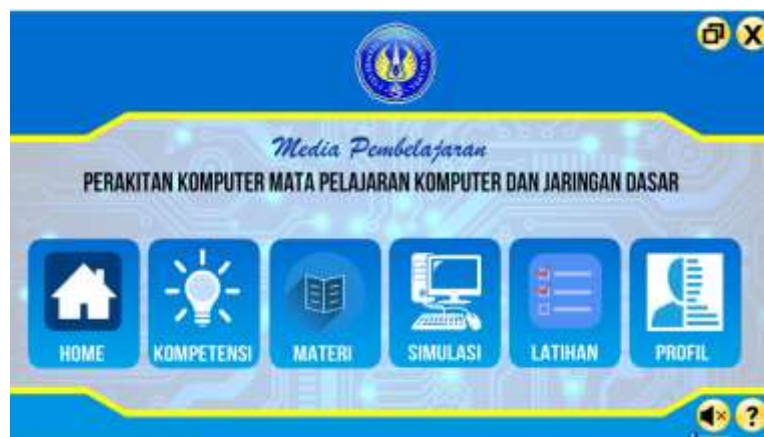 X
Media Pembelajaran
PERAKITAN KOMPUTER MATA PELAJARAN KOMPUTER DAN JARINGAN DASAR
HOME
KOMPETENSI
MATERI
SIMULASI
LATIHAN
PROFIL
?